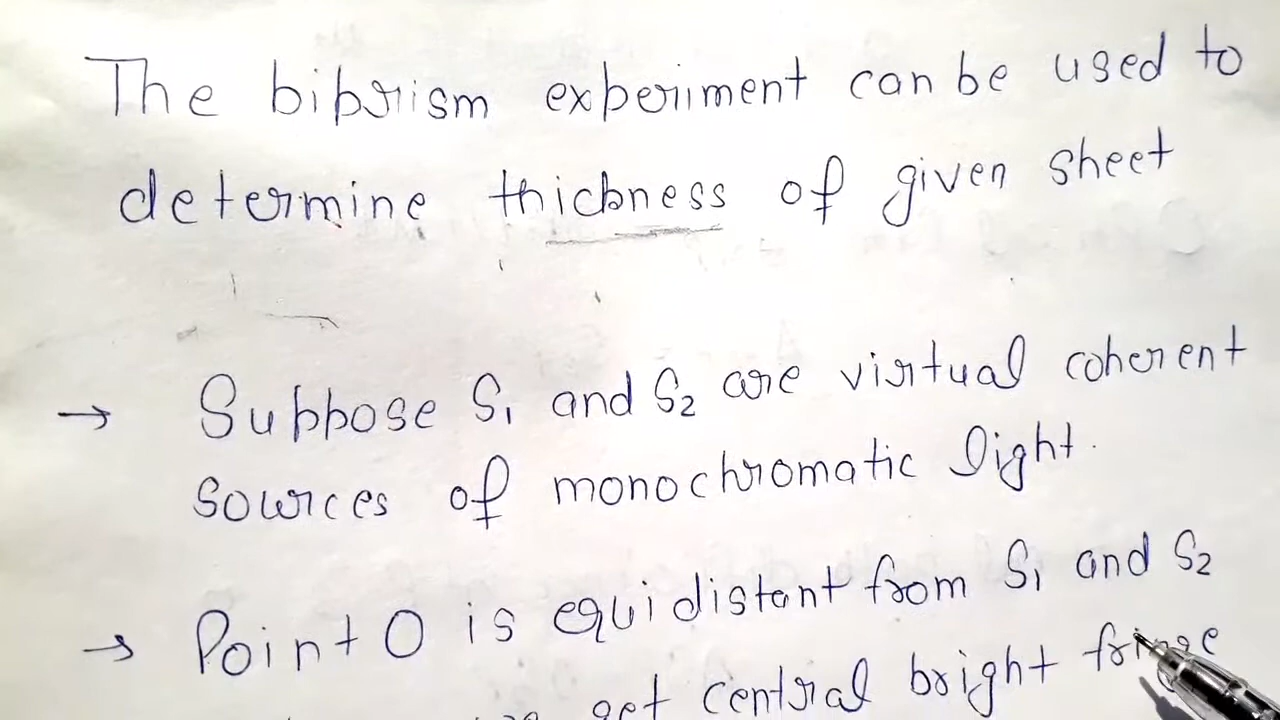 The biprism experiment can be used to
determine thickness of given sheet
→ Suppose S₁ and S₂ are virtual coherent
sources of monochromatic light.
→ Point O is equidistant from S₁ and S₂
get central bright fringe